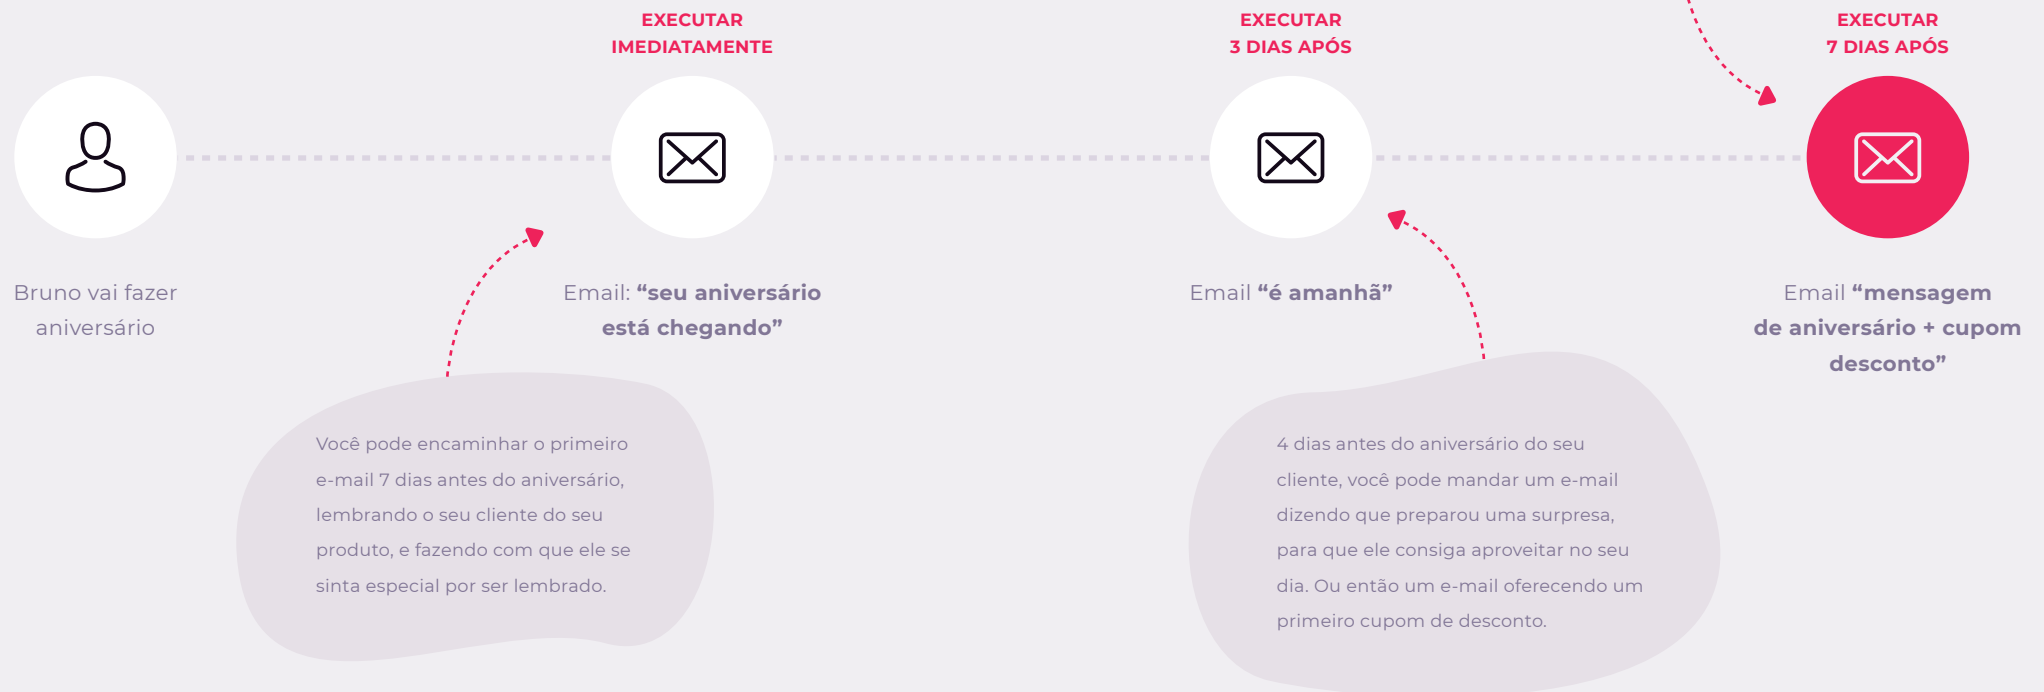 EXECUTAR
IMEDIATAMENTE
EXECUTAR
3 DIAS APÓS
EXECUTAR
7 DIAS APÓS
Bruno vai fazer
aniversário
Email: “seu aniversário
está chegando”
Email “é amanhã”
Email “mensagem
de aniversário + cupom
desconto”
Você pode encaminhar o primeiro
e-mail 7 dias antes do aniversário,
lembrando o seu cliente do seu
produto, e fazendo com que ele se
sinta especial por ser lembrado.
4 dias antes do aniversário do seu
cliente, você pode mandar um e-mail
dizendo que preparou uma surpresa,
para que ele consiga aproveitar no seu
dia. Ou então um e-mail oferecendo um
primeiro cupom de desconto.